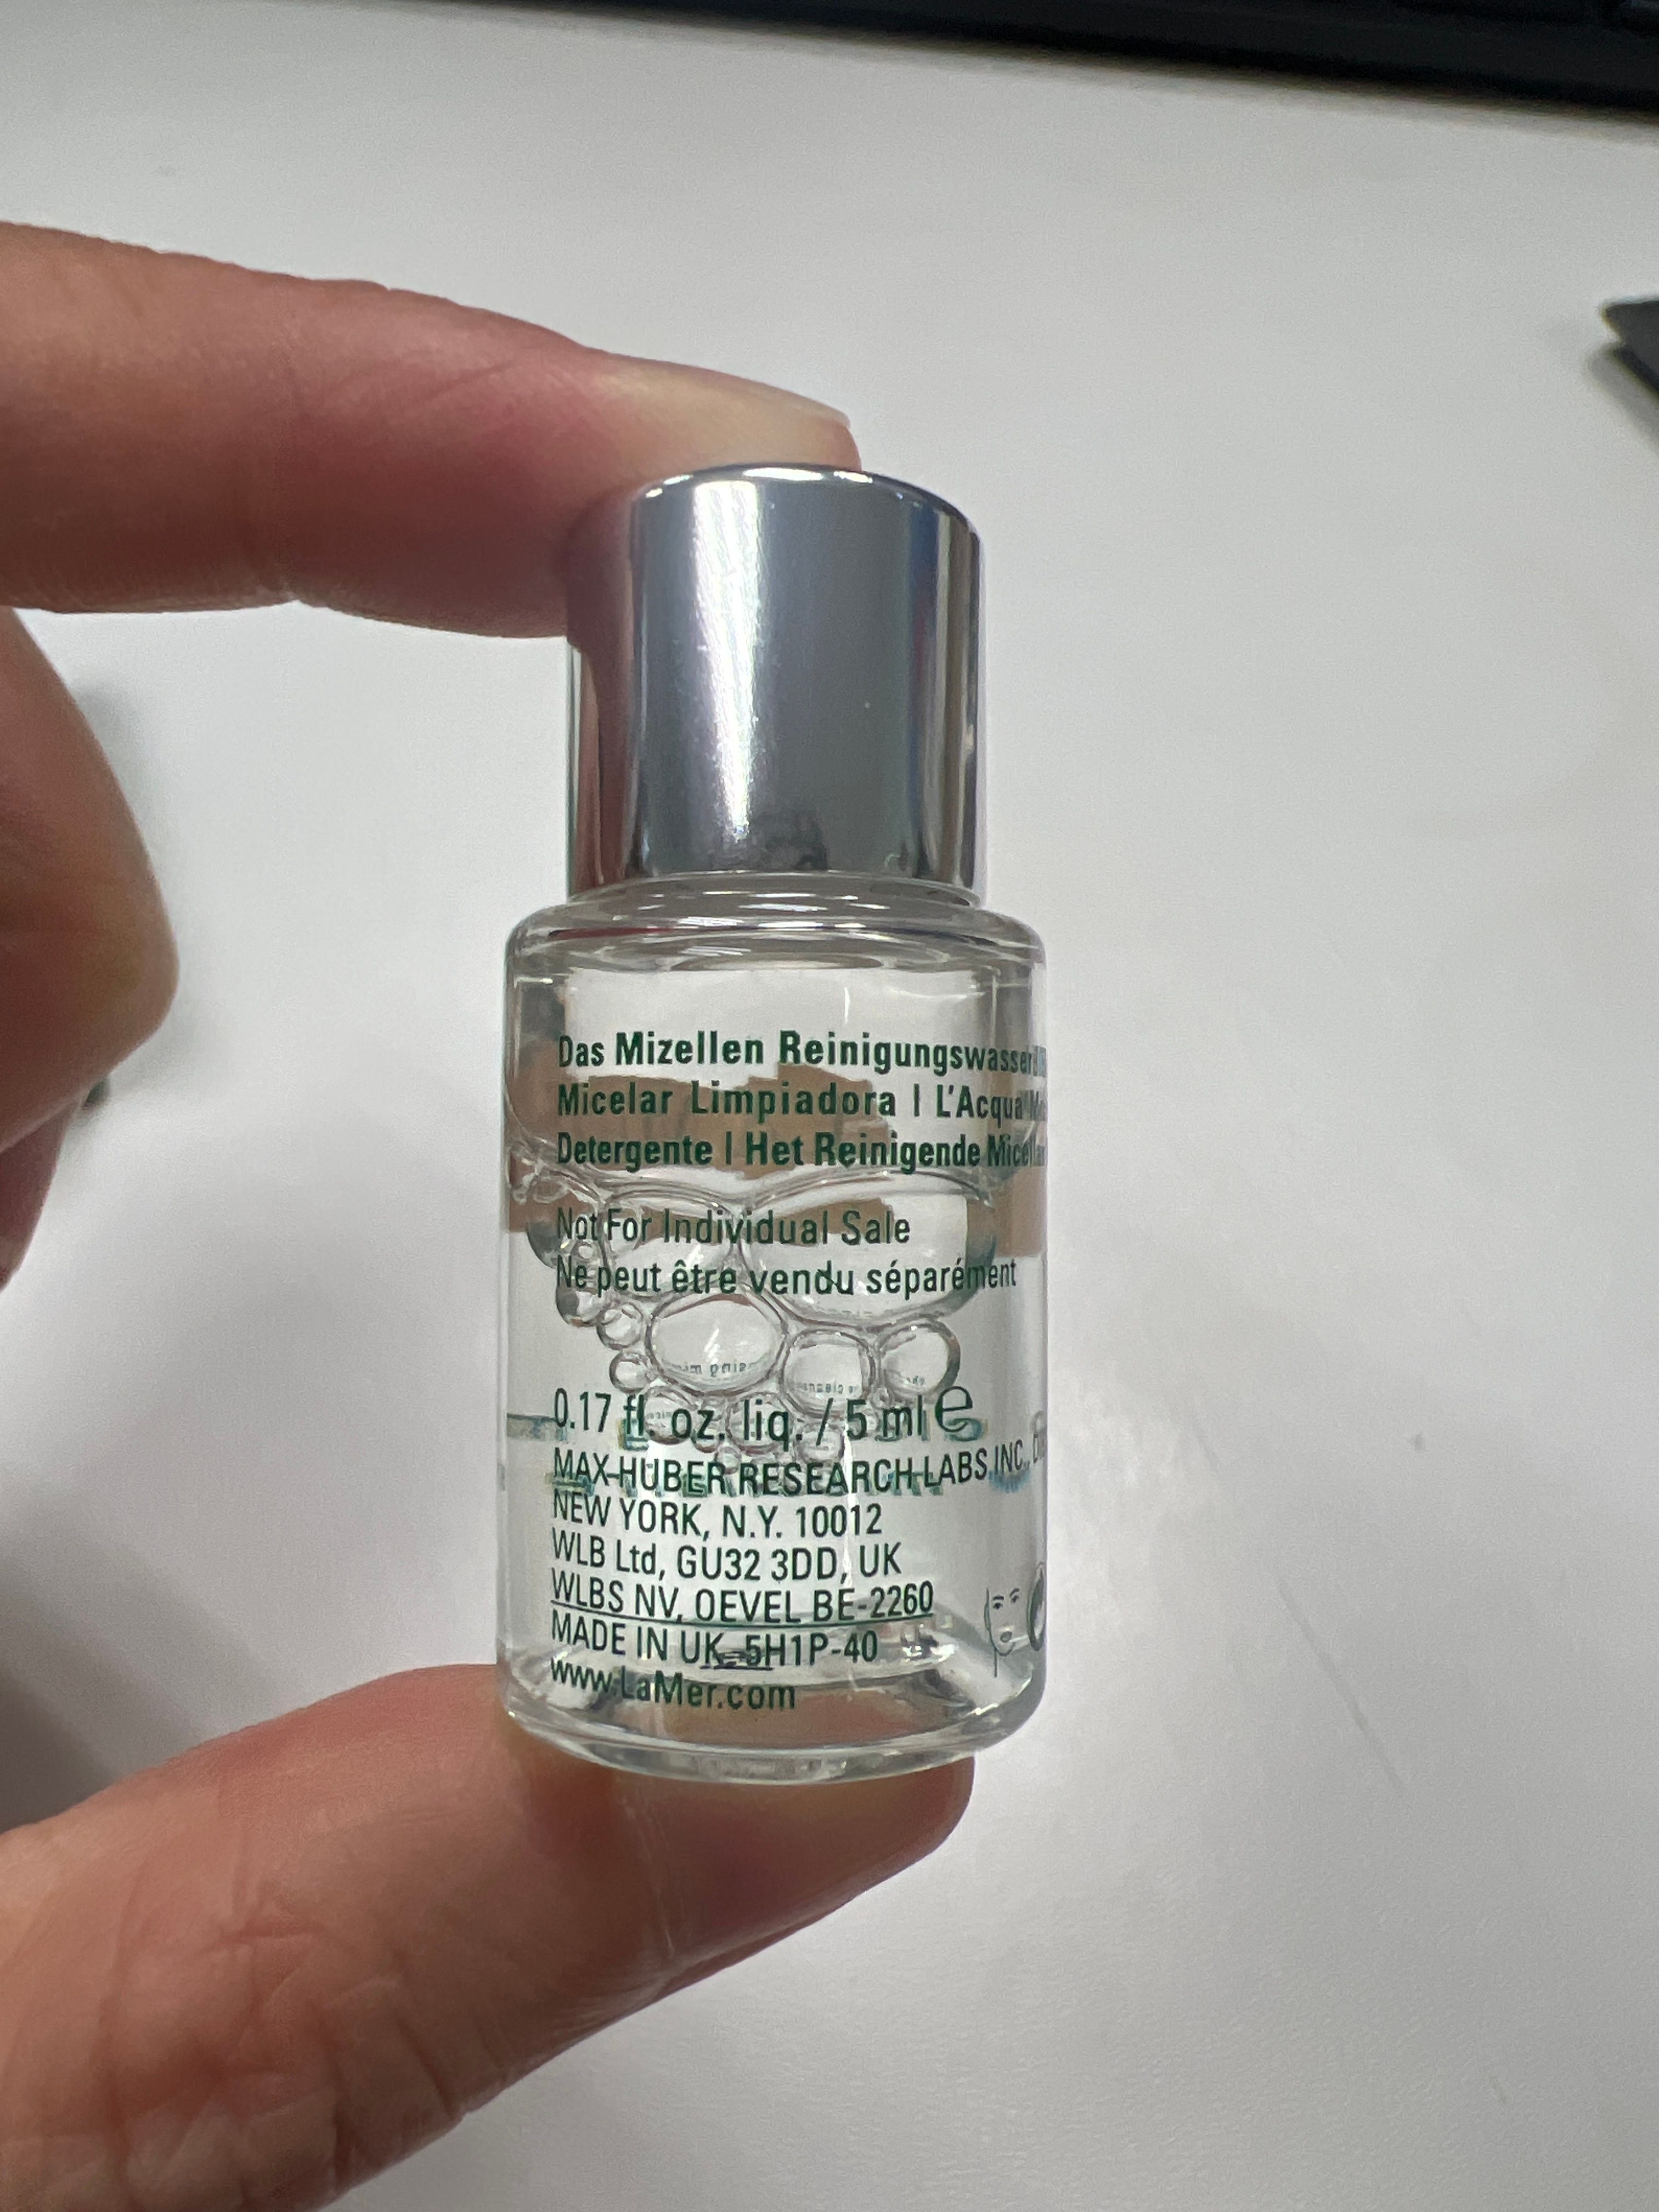 Das Mizellen Reinigungswasser
Micelar Limpiadora | L'Acqua
Detergente | Het Reinigende
Not For Individual Sale
Ne peut être vendu séparément
0.17 fl. oz. liq. / 5 ml ℮
MAX HUBER RESEARCH LABS INC.,
NEW YORK, N.Y. 10012
WLB Ltd, GU32 3DD, UK
WLBS NV, OEVEL BE-2260
MADE IN UK 5H1P-40
www.LaMer.com